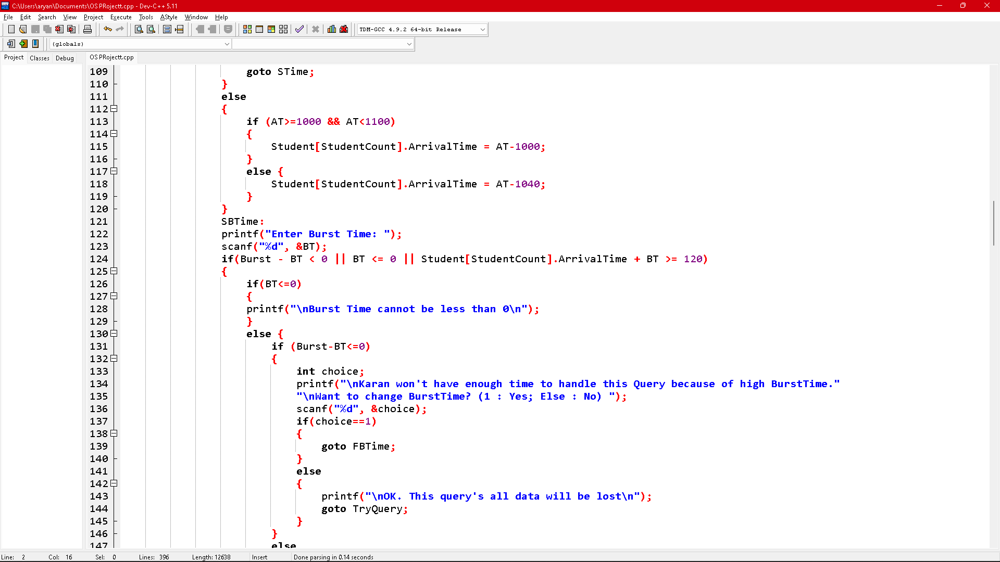 C:\Users\aryan\Documents\OS PRojectt.cpp - Dev-C++ 5.11
File Edit Search View Project Execute Tools AStyle Window Help
TDM-GCC 4.9.2 64-bit Release
(globals)
Project Classes Debug OS PRojectt.cpp
109 goto STime;
110 }
111 else
112 {
113 if (AT>=1000 && AT<1100)
114 {
115 Student[StudentCount].ArrivalTime = AT-1000;
116 }
117 else {
118 Student[StudentCount].ArrivalTime = AT-1040;
119 }
120 }
121 SBTime:
122 printf("Enter Burst Time: ");
123 scanf("%d", &BT);
124 if(Burst - BT < 0 || BT <= 0 || Student[StudentCount].ArrivalTime + BT >= 120)
125 {
126 if(BT<=0)
127 {
128 printf("\nBurst Time cannot be less than 0\n");
129 }
130 else {
131 if (Burst-BT<=0)
132 {
133 int choice;
134 printf("\nKaran won't have enough time to handle this Query because of high BurstTime."
135 "\nWant to change BurstTime? (1 : Yes; Else : No) ");
136 scanf("%d", &choice);
137 if(choice==1)
138 {
139 goto FBTime;
140 }
141 else
142 {
143 printf("\nOK. This query's all data will be lost\n");
144 goto TryQuery;
145 }
146 }
147 else
Line: 2 Col: 16 Sel: 0 Lines: 396 Length: 12638 Insert Done parsing in 0.14 seconds